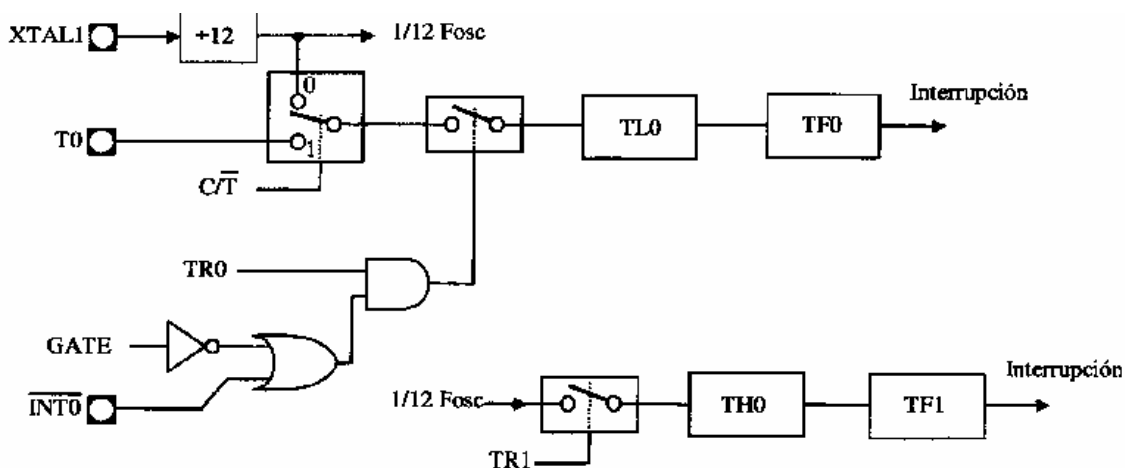 XTAL1
÷12
1/12 Fosc
0
T0
1
C/T̅
TL0
TF0
Interrupción
TR0
GATE
I̅N̅T̅0̅
1/12 Fosc
TH0
TF1
Interrupción
TR1